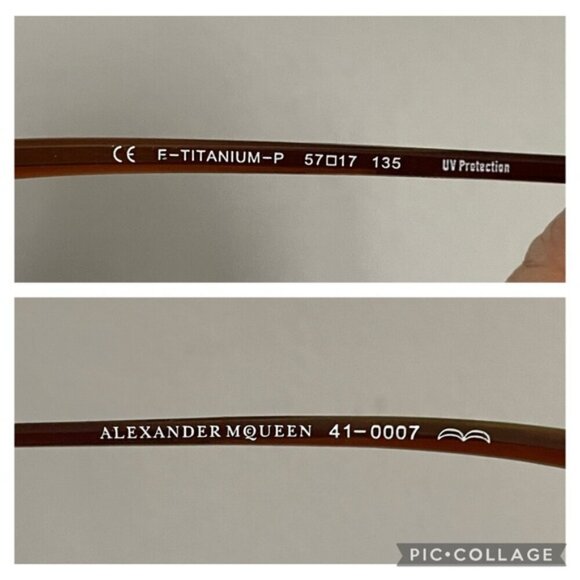 CE E-TITANIUM-P 57□17 135 UV Protection
ALEXANDER MCQUEEN 41-0007
PIC•COLLAGE